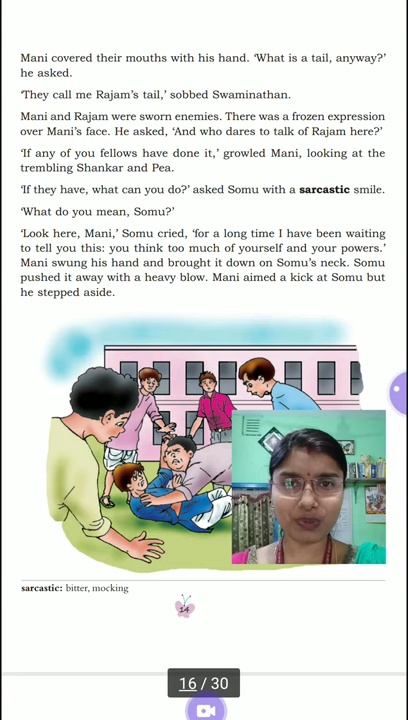 Mani covered their mouths with his hand. ‘What is a tail, anyway?’
he asked.
‘They call me Rajam’s tail,’ sobbed Swaminathan.
Mani and Rajam were sworn enemies. There was a frozen expression
over Mani’s face. He asked, ‘And who dares to talk of Rajam here?’
‘If any of you fellows have done it,’ growled Mani, looking at the
trembling Shankar and Pea.
‘If they have, what can you do?’ asked Somu with a sarcastic smile.
‘What do you mean, Somu?’
‘Look here, Mani,’ Somu cried, ‘for a long time I have been waiting
to tell you this: you think too much of yourself and your powers.’
Mani swung his hand and brought it down on Somu’s neck. Somu
pushed it away with a heavy blow. Mani aimed a kick at Somu but
he stepped aside.
sarcastic: bitter, mocking
14
16 / 30